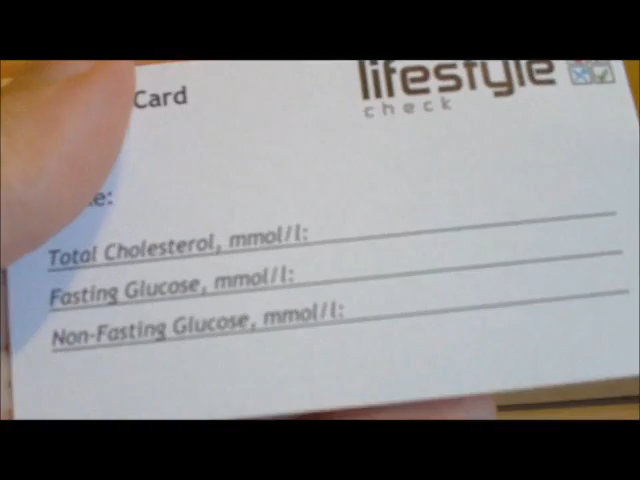 Card
lifestyle
check
Total Cholesterol, mmol/l:
Fasting Glucose, mmol/l:
Non-Fasting Glucose, mmol/l: